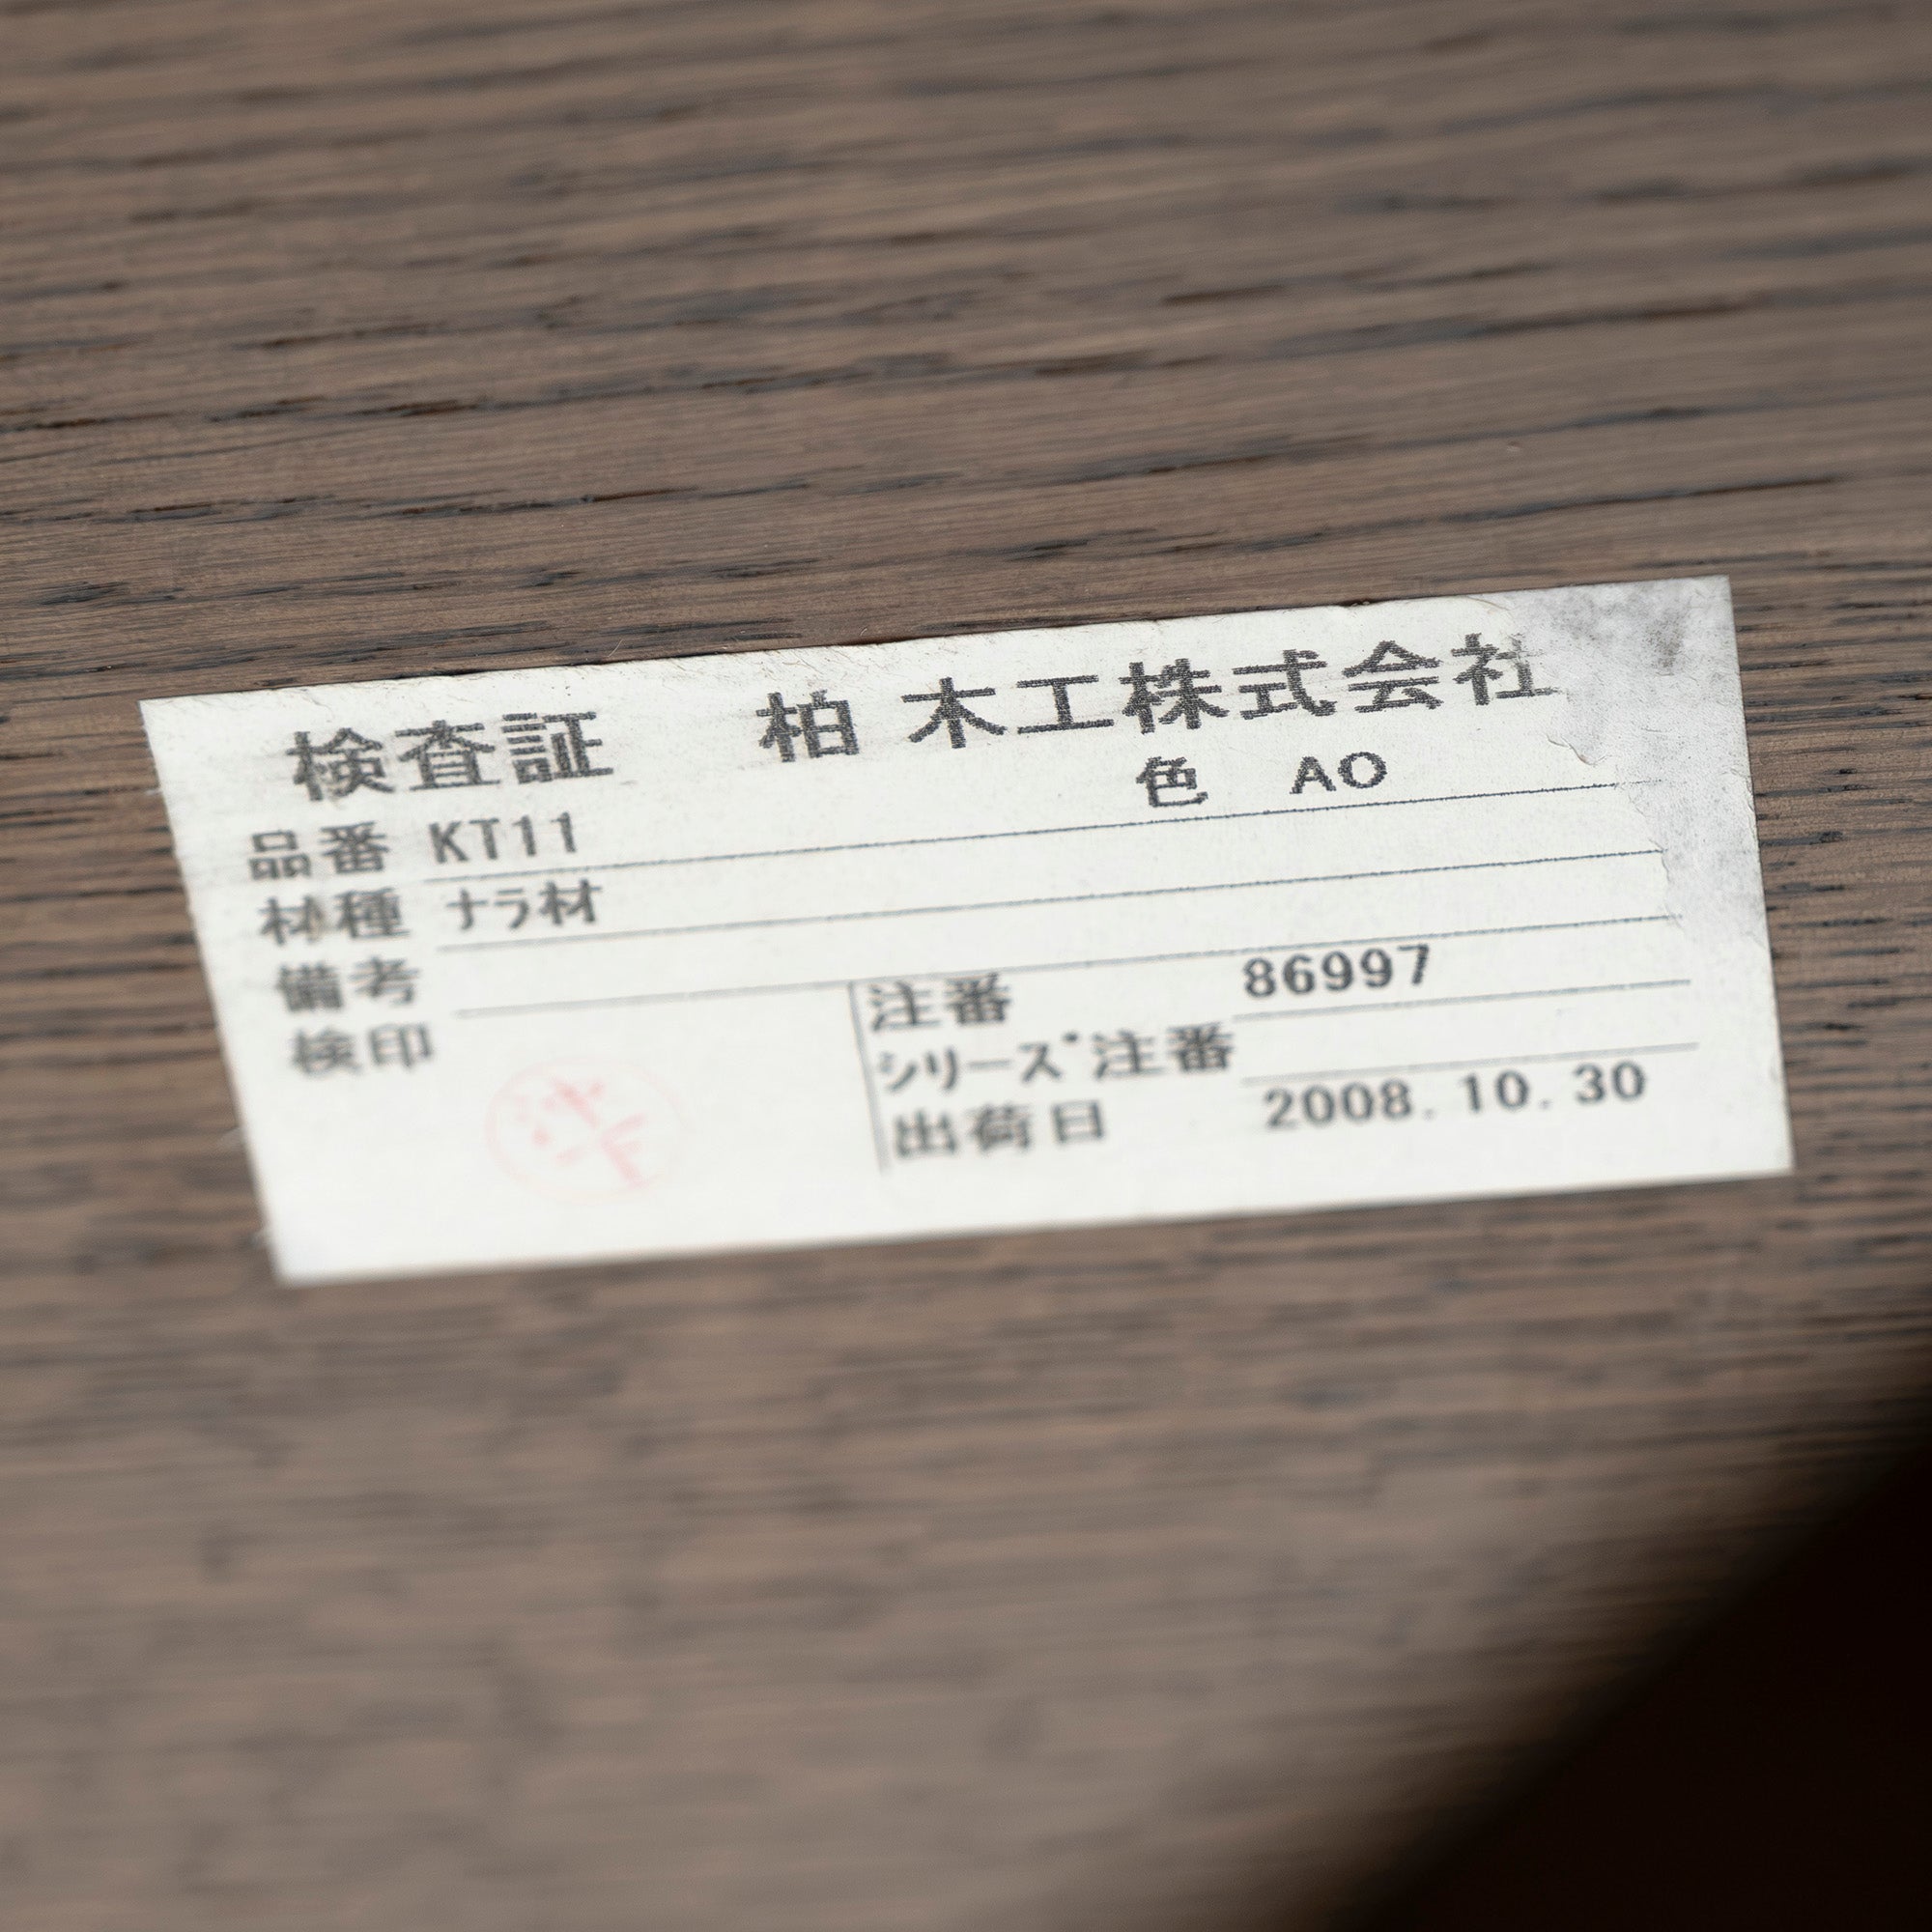 検査証 柏木工株式会社
品番 KT11 色 AO
材種 ナラ材
備考
検印
注番 86997
シリーズ注番
出荷日 2008.10.30